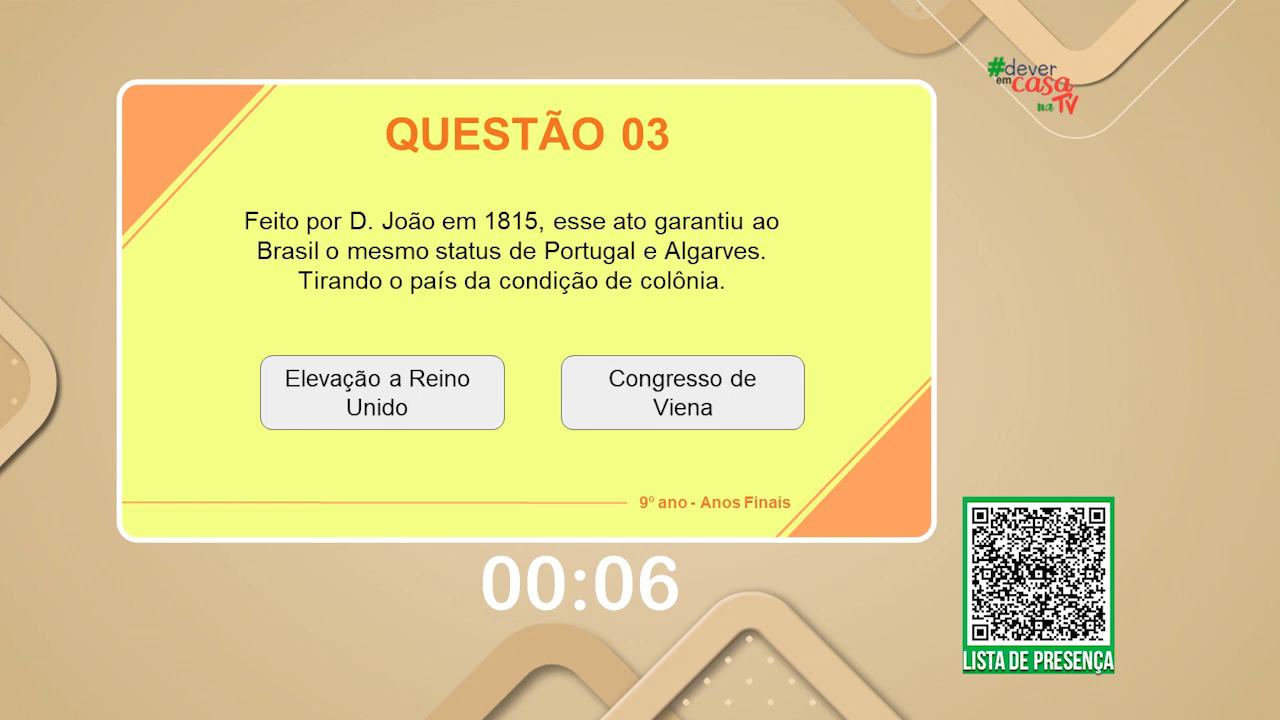 #dever
em casa
na TV
QUESTÃO 03
Feito por D. João em 1815, esse ato garantiu ao
Brasil o mesmo status de Portugal e Algarves.
Tirando o país da condição de colônia.
Elevação a Reino
Unido
Congresso de
Viena
9º ano - Anos Finais
00:06
LISTA DE PRESENÇA